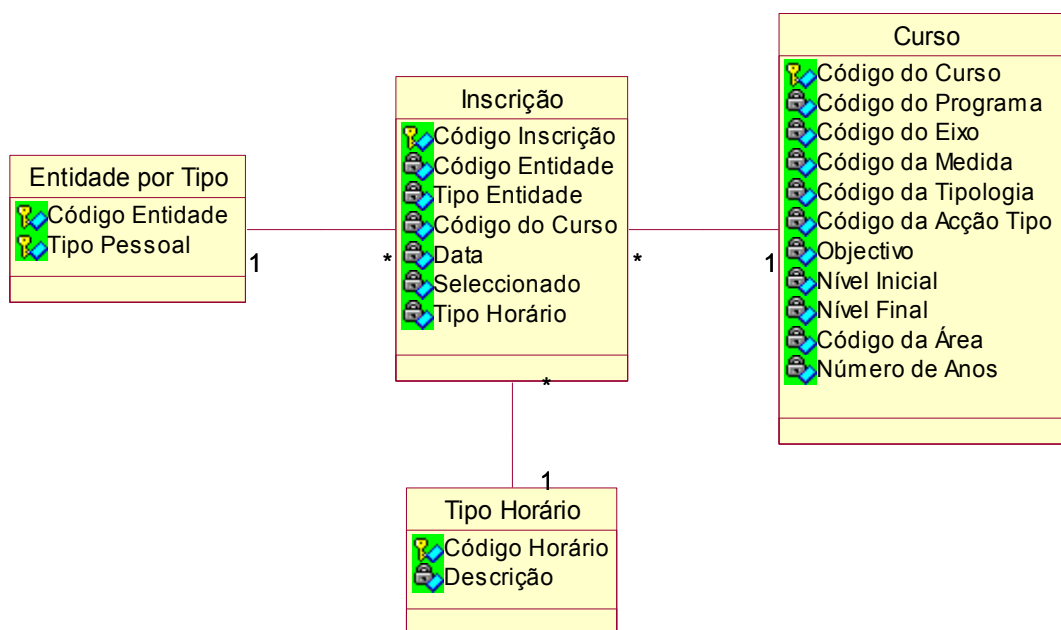 Entidade por Tipo
Código Entidade
Tipo Pessoal
1
*
Inscrição
Código Inscrição
Código Entidade
Tipo Entidade
Código do Curso
Data
Seleccionado
Tipo Horário
*
1
*
1
Curso
Código do Curso
Código do Programa
Código do Eixo
Código da Medida
Código da Tipologia
Código da Acção Tipo
Objectivo
Nível Inicial
Nível Final
Código da Área
Número de Anos
Tipo Horário
Código Horário
Descrição